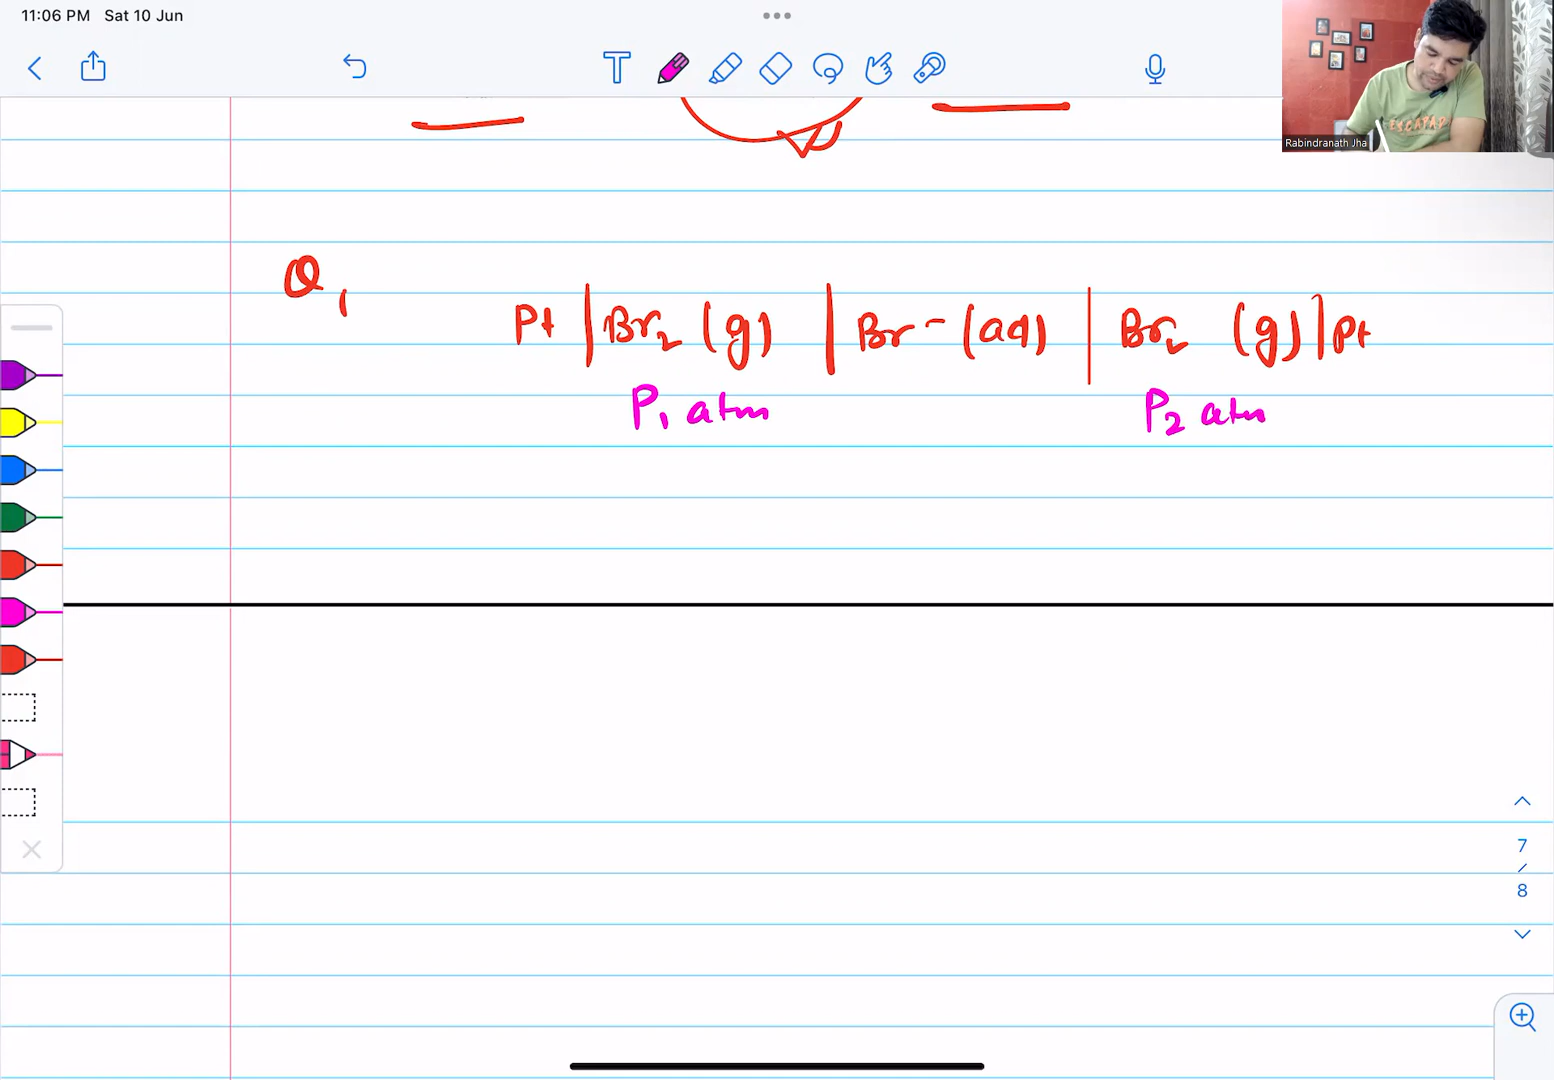 11:06 PM Sat 10 Jun
T
ESCAPAD
Rabindranath Jha
Q1
Pt | Br₂ (g) | Br⁻ (aq) | Br₂ (g) | Pt
P₁ atm P₂ atm
7
/
8